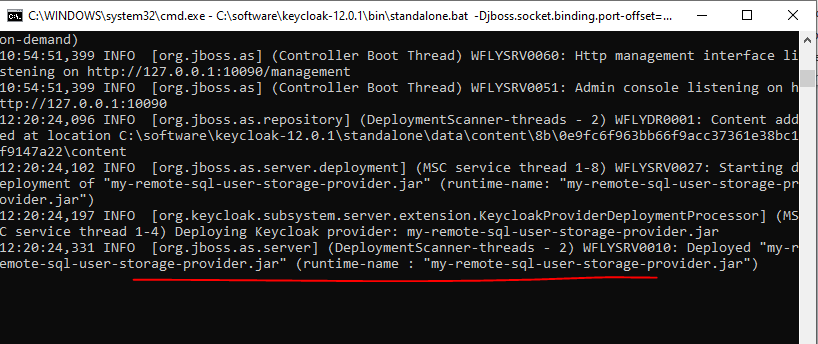 C:\WINDOWS\system32\cmd.exe - C:\software\keycloak-12.0.1\bin\standalone.bat -Djboss.socket.binding.port-offset=...
on-demand)
10:54:51,399 INFO  [org.jboss.as] (Controller Boot Thread) WFLYSRV0060: Http management interface li
stening on http://127.0.0.1:10090/management
10:54:51,399 INFO  [org.jboss.as] (Controller Boot Thread) WFLYSRV0051: Admin console listening on h
ttp://127.0.0.1:10090
12:20:24,096 INFO  [org.jboss.as.repository] (DeploymentScanner-threads - 2) WFLYDR0001: Content add
ed at location C:\software\keycloak-12.0.1\standalone\data\content\8b\0e9fc6f963bb66f9acc37361e38bc1
f9147a22\content
12:20:24,102 INFO  [org.jboss.as.server.deployment] (MSC service thread 1-8) WFLYSRV0027: Starting d
eployment of "my-remote-sql-user-storage-provider.jar" (runtime-name: "my-remote-sql-user-storage-pr
ovider.jar")
12:20:24,197 INFO  [org.keycloak.subsystem.server.extension.KeycloakProviderDeploymentProcessor] (MS
C service thread 1-4) Deploying Keycloak provider: my-remote-sql-user-storage-provider.jar
12:20:24,331 INFO  [org.jboss.as.server] (DeploymentScanner-threads - 2) WFLYSRV0010: Deployed "my-r
emote-sql-user-storage-provider.jar" (runtime-name : "my-remote-sql-user-storage-provider.jar")